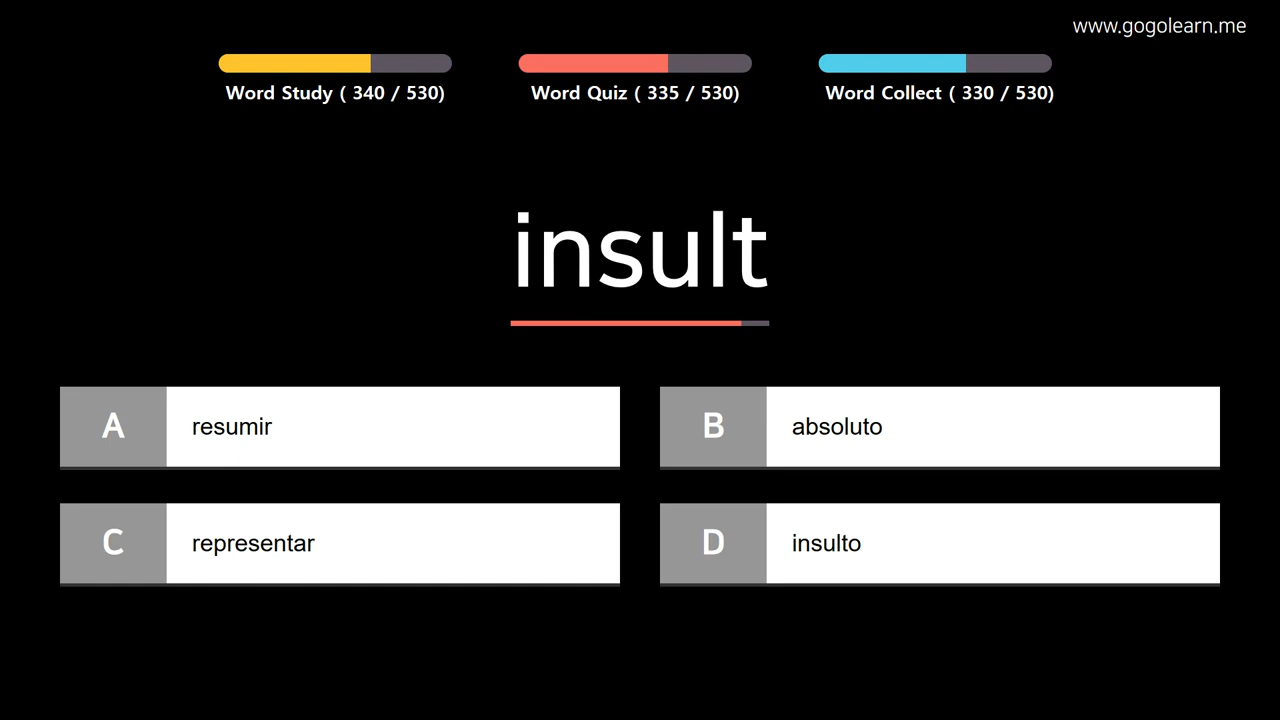 www.gogolearn.me
Word Study ( 340 / 530)
Word Quiz ( 335 / 530)
Word Collect ( 330 / 530)
insult
A resumir
B absoluto
C representar
D insulto